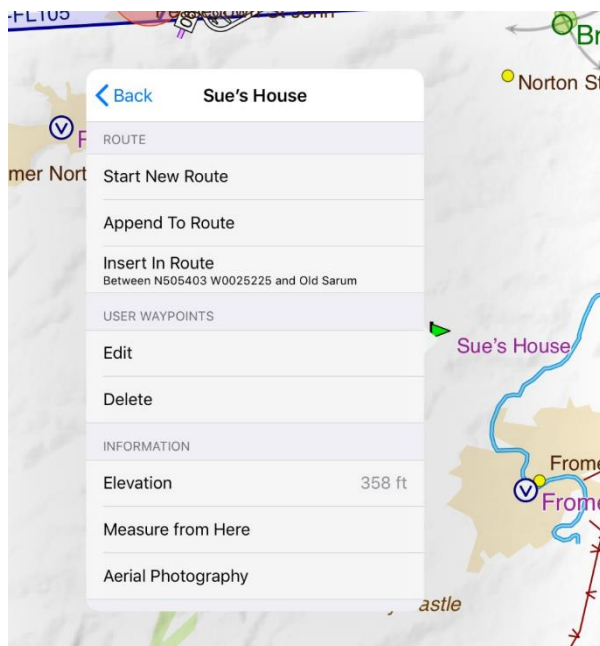 -FL105
Br
Norton St
Back Sue's House
ROUTE
mer Nort
Start New Route
Append To Route
Insert In Route
Between N505403 W0025225 and Old Sarum
USER WAYPOINTS
Sue's House
Edit
Delete
INFORMATION
Frome
Elevation 358 ft
Frome
Measure from Here
Aerial Photography
astle